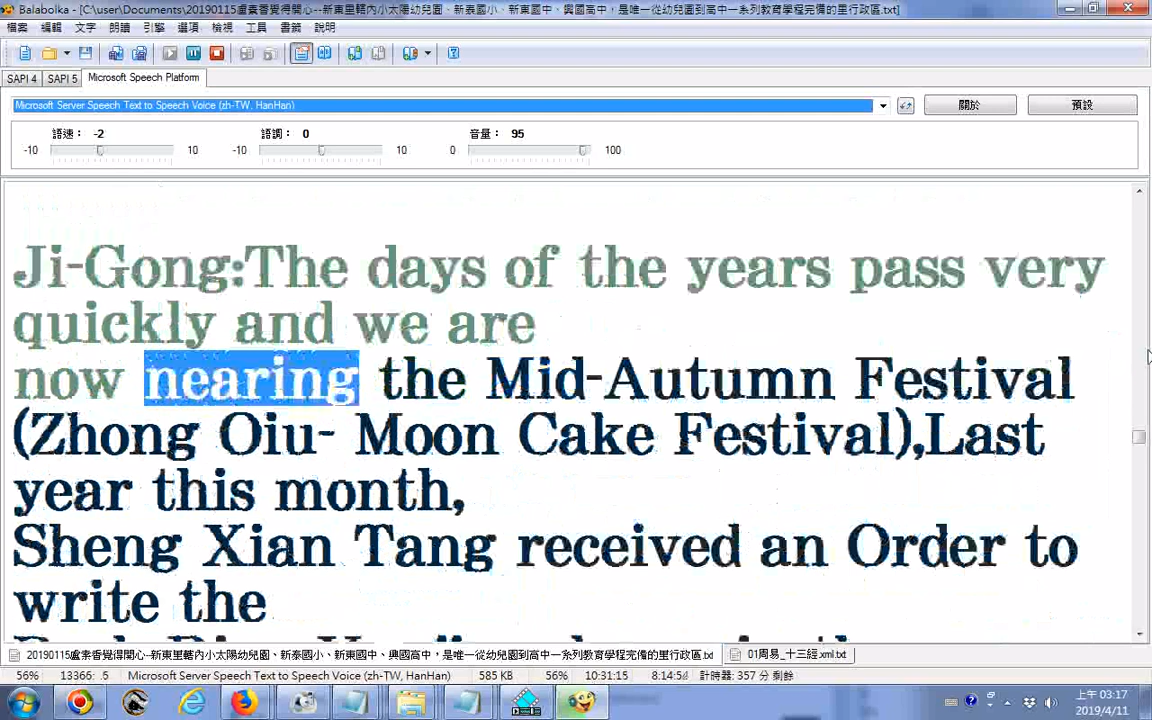 Balabolka - [C:\user\Documents\20190115盧素香覺得開心--新東里轄內小太陽幼兒園、新泰國小、新東國中、興國高中，是唯一從幼兒園到高中一系列教育學程完備的里行政區.txt]
檔案 編輯 文字 朗讀 引擎 選項 檢視 工具 書籤 說明
SAPI 4 SAPI 5 Microsoft Speech Platform
Microsoft Server Speech Text to Speech Voice (zh-TW, HanHan) 關於 預設
語速： -2 語調： 0 音量： 95
-10 10 -10 10 0 100
Ji-Gong:The days of the years pass very
quickly and we are
now nearing the Mid-Autumn Festival
(Zhong Qiu- Moon Cake Festival),Last
year this month,
Sheng Xian Tang received an Order to
write the
20190115盧素香覺得開心--新東里轄內小太陽幼兒園、新泰國小、新東國中、興國高中，是唯一從幼兒園到高中一系列教育學程完備的里行政區.txt 01周易_十三經.xml.txt
56% 13366: .5 Microsoft Server Speech Text to Speech Voice (zh-TW, HanHan) 585 KB 56% 10:31:15 計時器: 357 分 剩餘
上午 03:17
2019/4/11